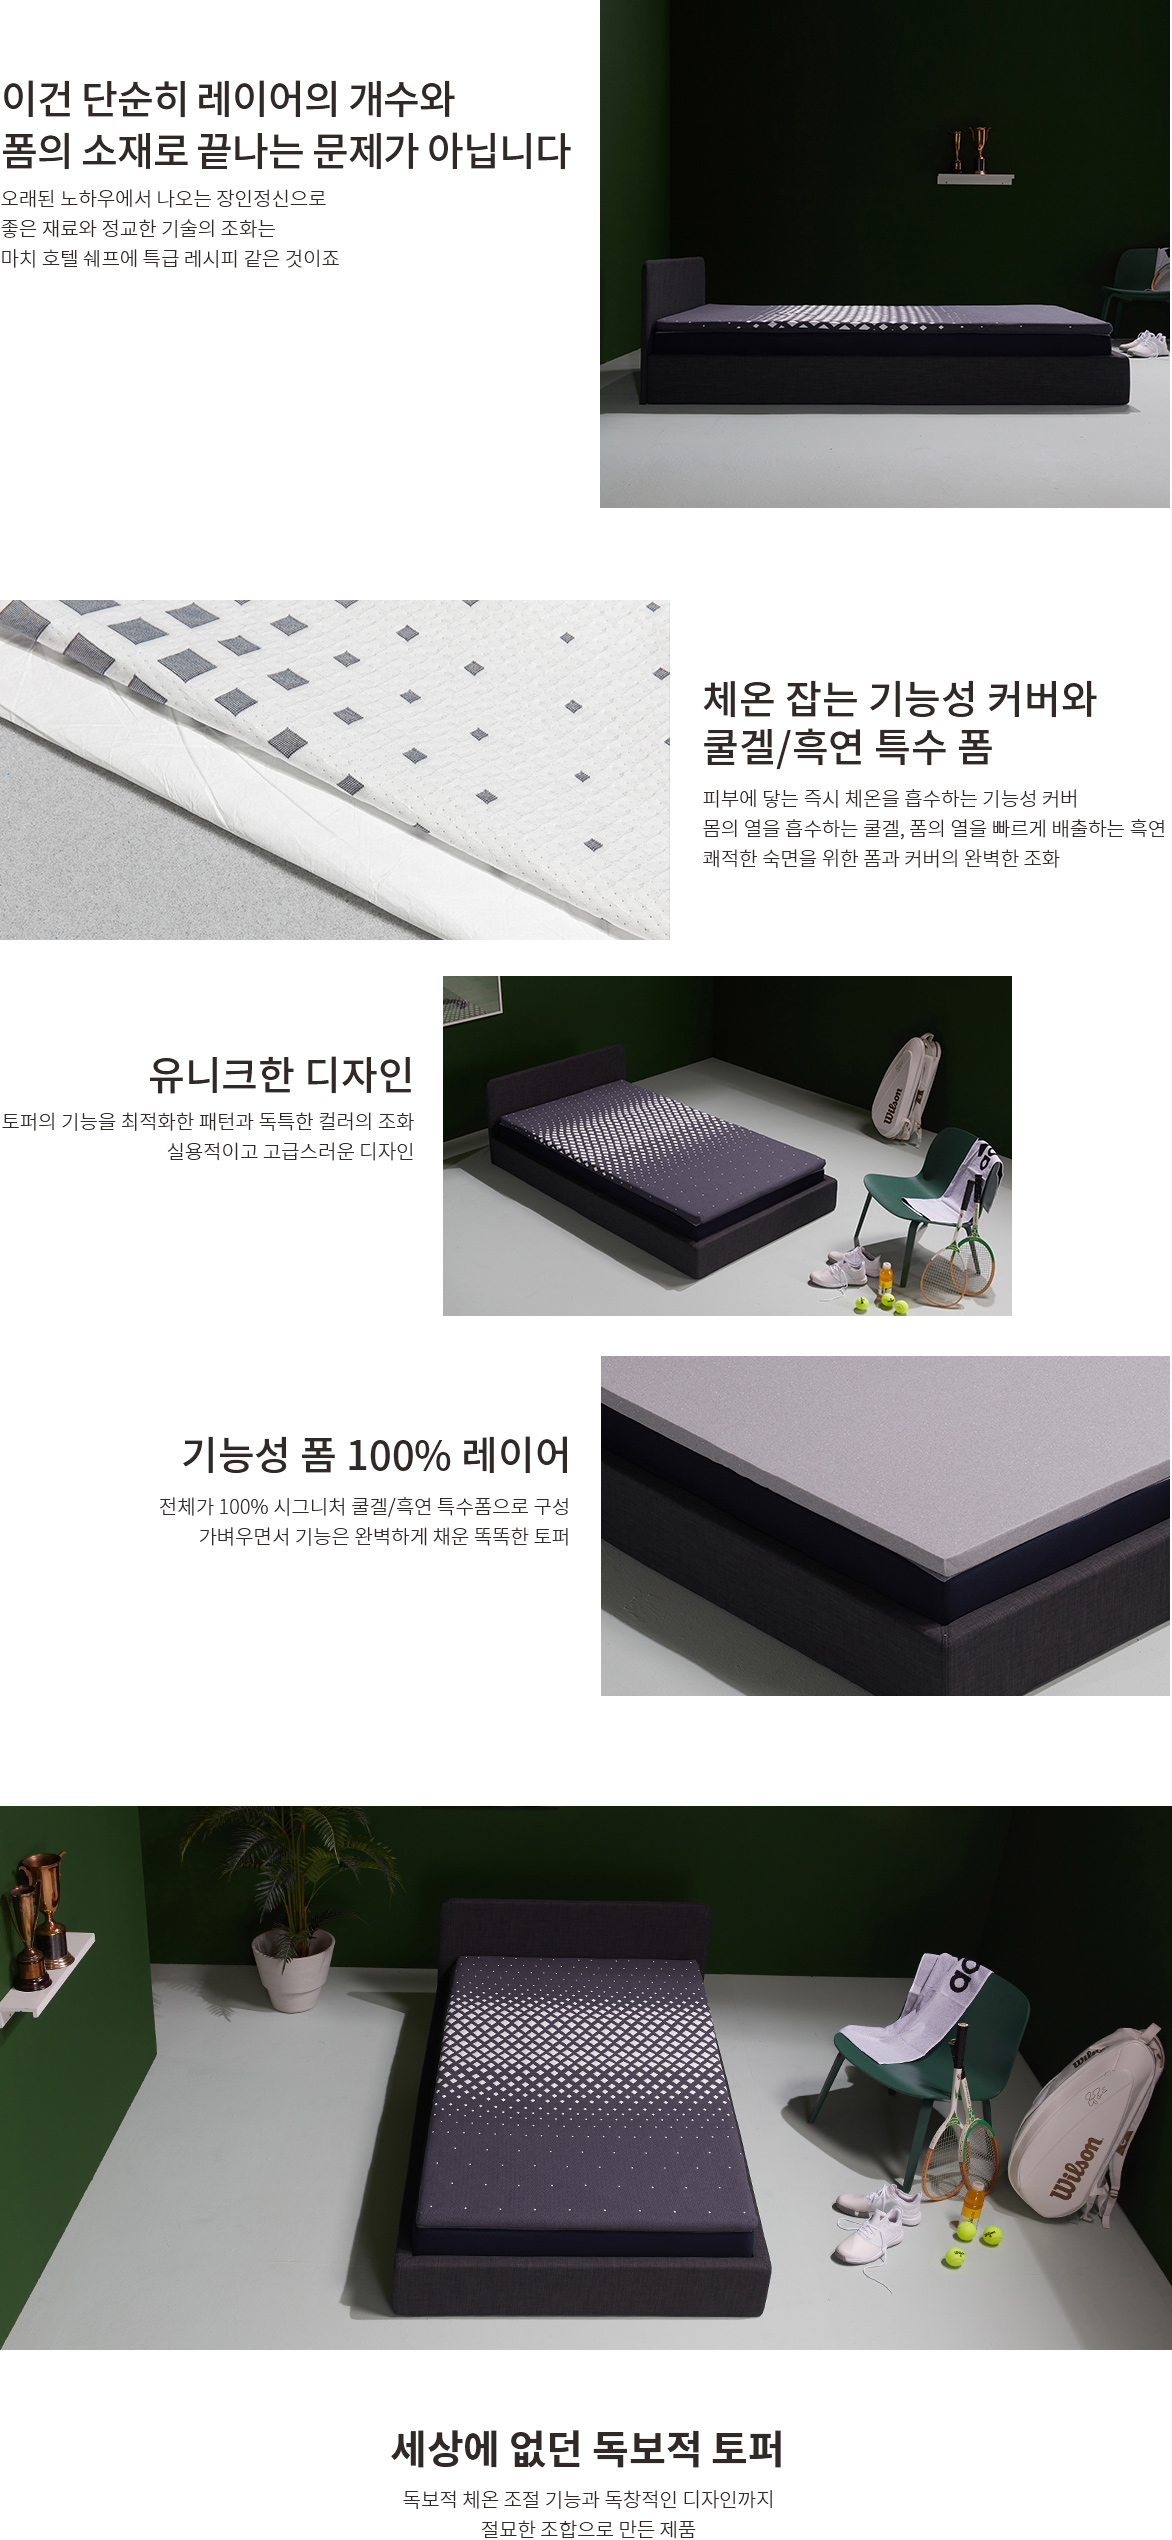 이건 단순히 레이어의 개수와
폼의 소재로 끝나는 문제가 아닙니다
오래된 노하우에서 나오는 장인정신으로
좋은 재료와 정교한 기술의 조화는
마치 호텔 쉐프에 특급 레시피 같은 것이죠
체온 잡는 기능성 커버와
쿨겔/흑연 특수 폼
피부에 닿는 즉시 체온을 흡수하는 기능성 커버
몸의 열을 흡수하는 쿨겔, 폼의 열을 빠르게 배출하는 흑연
쾌적한 숙면을 위한 폼과 커버의 완벽한 조화
유니크한 디자인
토퍼의 기능을 최적화한 패턴과 독특한 컬러의 조화
실용적이고 고급스러운 디자인
Wilson
기능성 폼 100% 레이어
전체가 100% 시그니처 쿨겔/흑연 특수폼으로 구성
가벼우면서 기능은 완벽하게 채운 똑똑한 토퍼
ad
Wilson
Wilson
세상에 없던 독보적 토퍼
독보적 체온 조절 기능과 독창적인 디자인까지
절묘한 조합으로 만든 제품